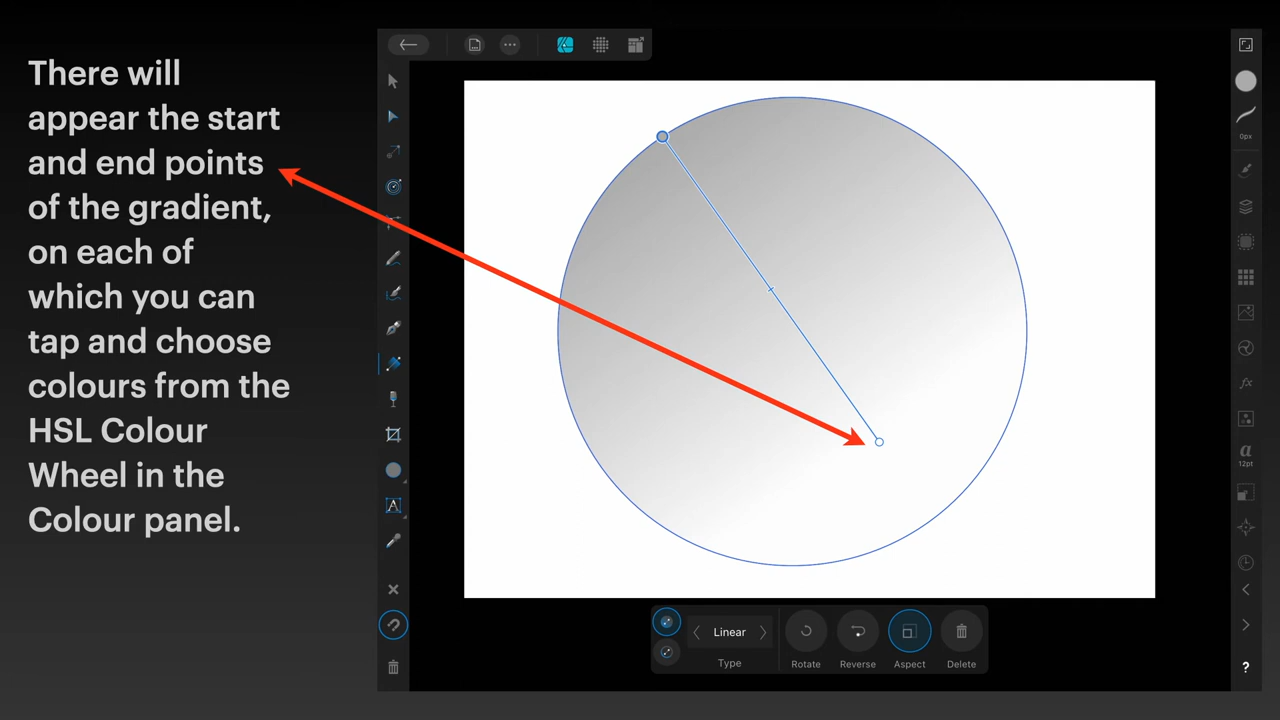 There will
appear the start
and end points
of the gradient,
on each of
which you can
tap and choose
colours from the
HSL Colour
Wheel in the
Colour panel.
0px
fx
a
12pt
A
Linear
Type
Rotate
Reverse
Aspect
Delete
?